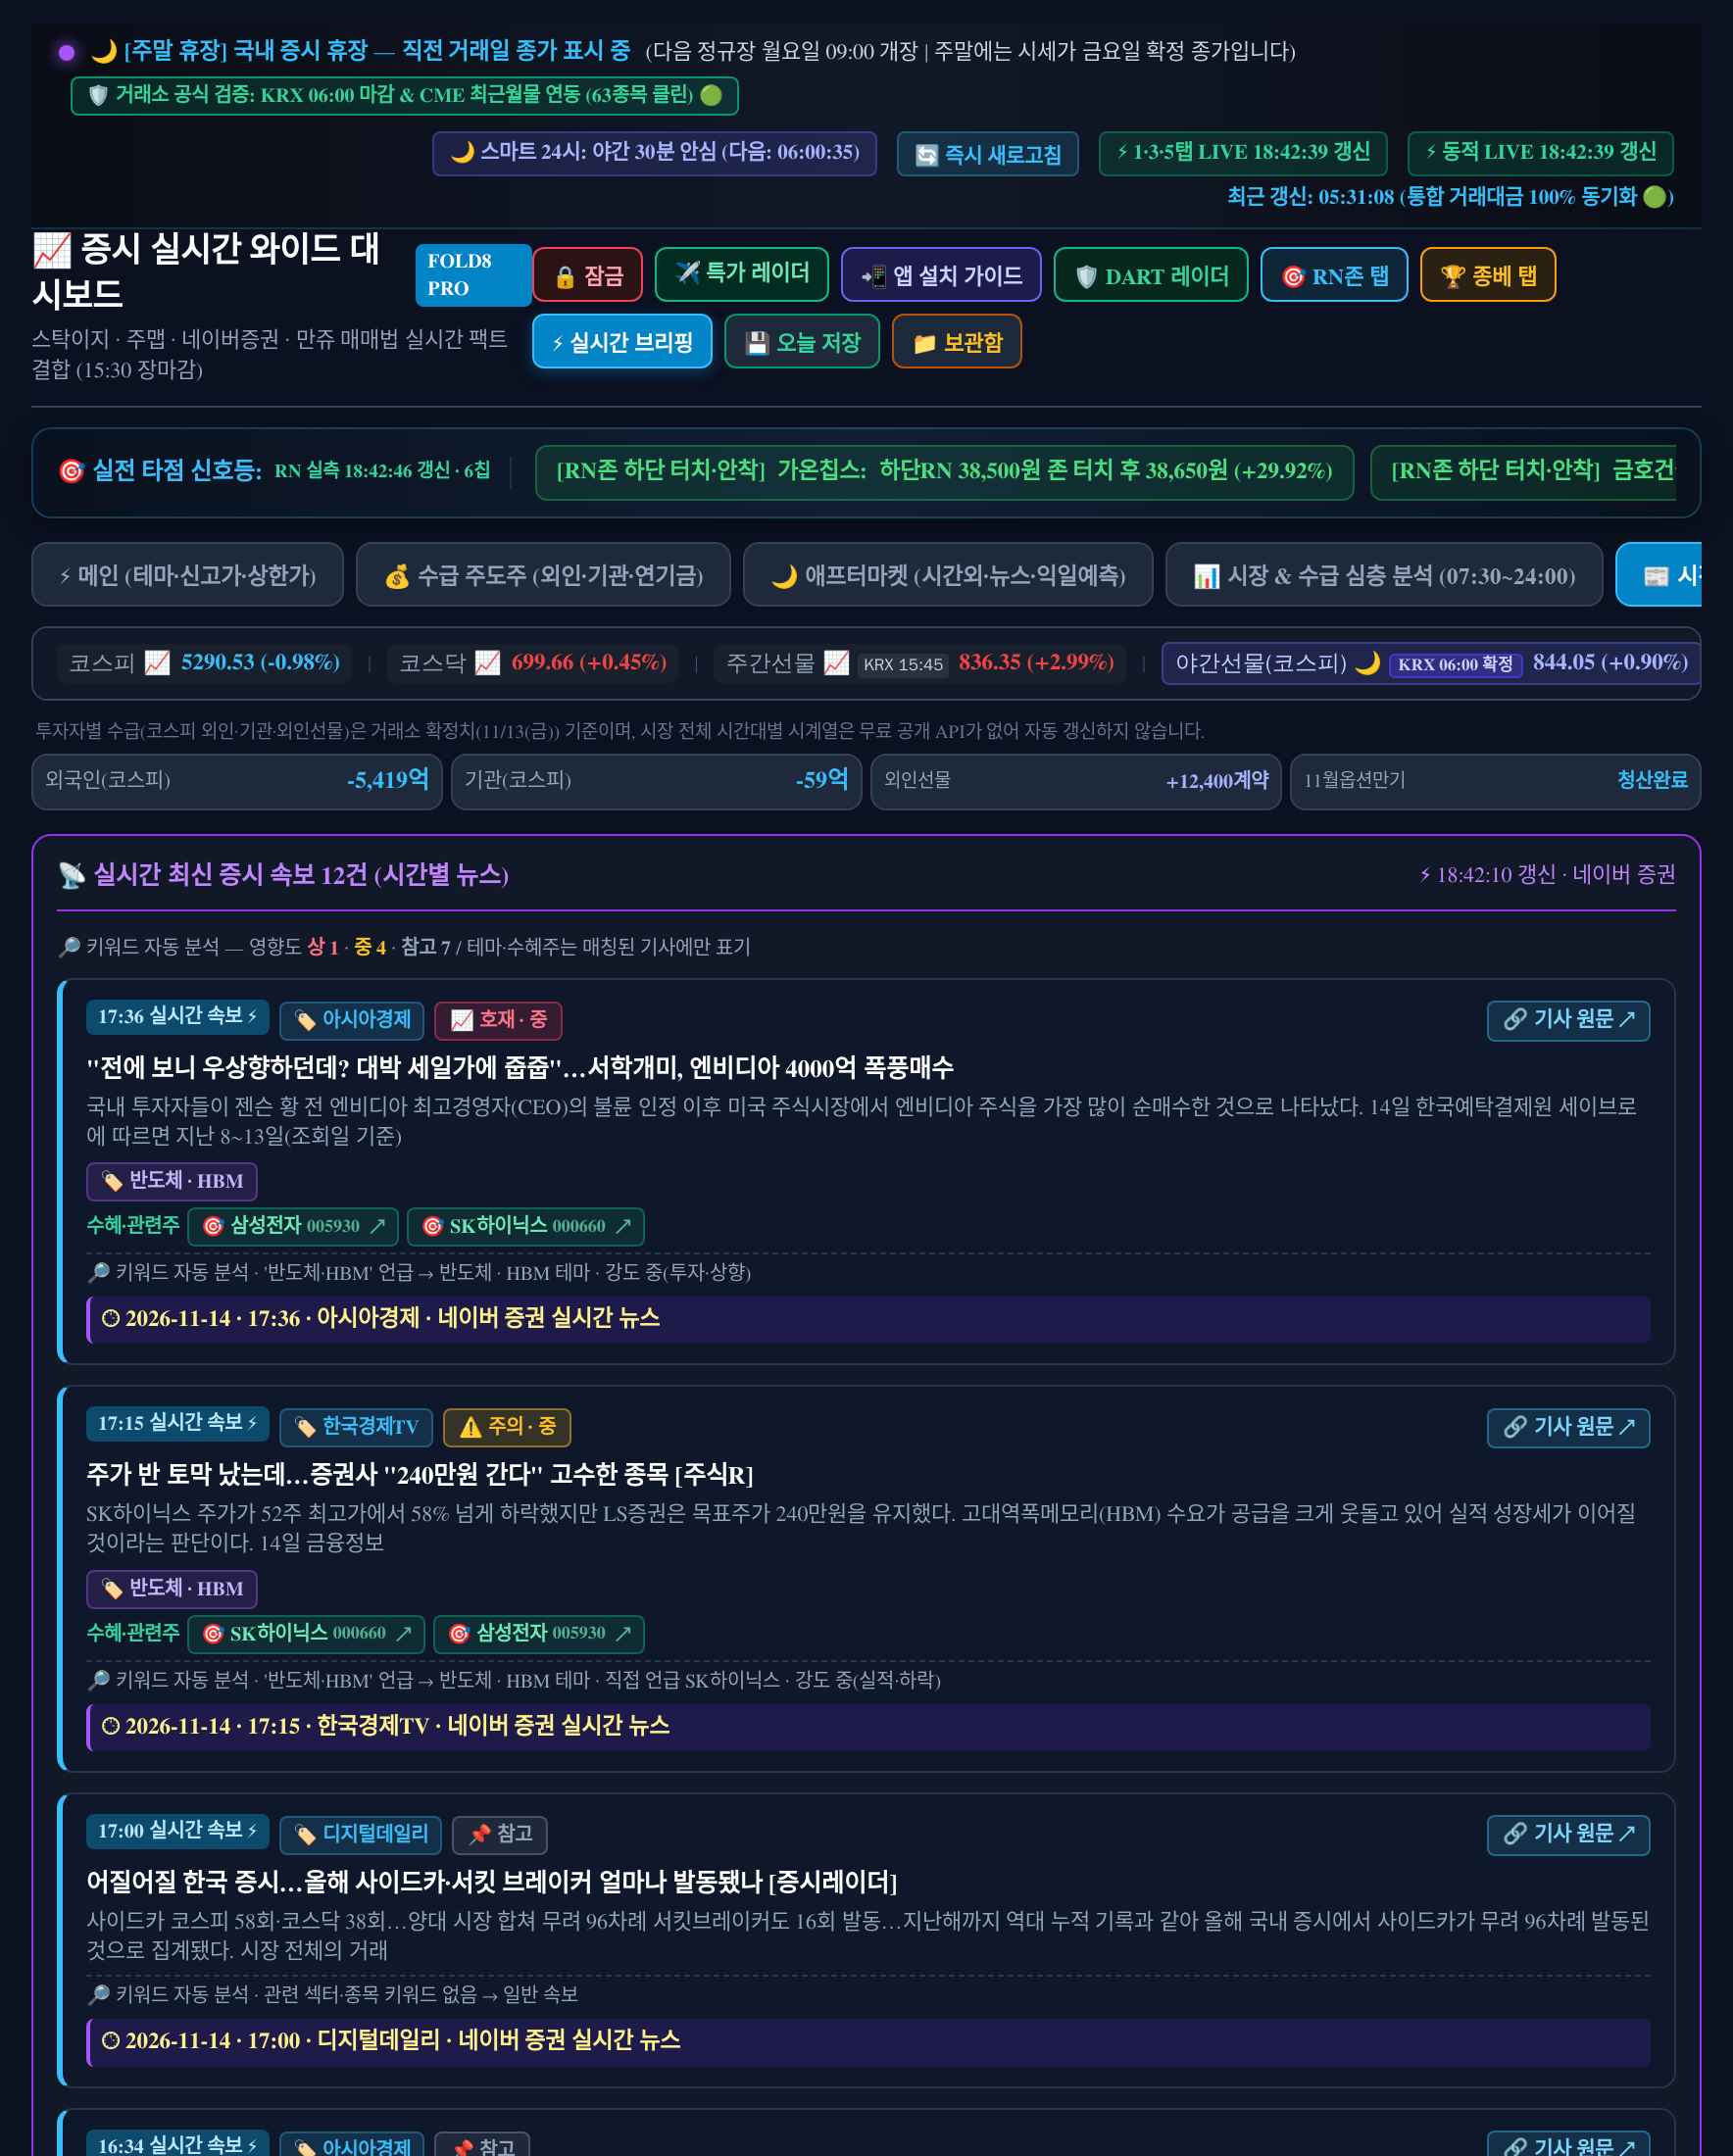 🌙 [주말 휴장] 국내 증시 휴장 — 직전 거래일 종가 표시 중 (다음 정규장 월요일 09:00 개장 | 주말에는 시세가 금요일 확정 종가입니다)
🛡️ 거래소 공식 검증: KRX 06:00 마감 & CME 최근월물 연동 (63종목 클린) 🟢
🌙 스마트 24시: 야간 30분 안심 (다음: 06:00:35) 🔄 즉시 새로고침 ⚡ 1·3·5탭 LIVE 18:42:39 갱신 ⚡ 동적 LIVE 18:42:39 갱신
최근 갱신: 05:31:08 (통합 거래대금 100% 동기화 🟢)
📈 증시 실시간 와이드 대
시보드
FOLD8
PRO
🔒 잠금 ✈️ 특가 레이더 📲 앱 설치 가이드 🛡️ DART 레이더 🎯 RN존 탭 🏆 종베 탭
스탁이지 · 주맵 · 네이버증권 · 만쥬 매매법 실시간 팩트
결합 (15:30 장마감)
⚡ 실시간 브리핑 💾 오늘 저장 📁 보관함
🎯 실전 타점 신호등: RN 실측 18:42:46 갱신 · 6칩 [RN존 하단 터치·안착] 가온칩스: 하단RN 38,500원 존 터치 후 38,650원 (+29.92%) [RN존 하단 터치·안착] 금호건
⚡ 메인 (테마·신고가·상한가) 💰 수급 주도주 (외인·기관·연기금) 🌙 애프터마켓 (시간외·뉴스·익일예측) 📊 시장 & 수급 심층 분석 (07:30~24:00) 📰
코스피 📈 5290.53 (-0.98%) | 코스닥 📈 699.66 (+0.45%) | 주간선물 📈 KRX 15:45 836.35 (+2.99%) | 야간선물(코스피) 🌙 KRX 06:00 확정 844.05 (+0.90%)
투자자별 수급(코스피 외인·기관·외인선물)은 거래소 확정치(11/13(금)) 기준이며, 시장 전체 시간대별 시계열은 무료 공개 API가 없어 자동 갱신하지 않습니다.
외국인(코스피) -5,419억 기관(코스피) -59억 외인선물 +12,400계약 11월옵션만기 청산완료
📡 실시간 최신 증시 속보 12건 (시간별 뉴스) ⚡ 18:42:10 갱신 · 네이버 증권
🔎 키워드 자동 분석 — 영향도 상 1 · 중 4 · 참고 7 / 테마·수혜주는 매칭된 기사에만 표기
17:36 실시간 속보 ⚡ 🏷️ 아시아경제 📈 호재 · 중 🔗 기사 원문 ↗
"전에 보니 우상향하던데? 대박 세일가에 줍줍"…서학개미, 엔비디아 4000억 폭풍매수
국내 투자자들이 젠슨 황 전 엔비디아 최고경영자(CEO)의 불륜 인정 이후 미국 주식시장에서 엔비디아 주식을 가장 많이 순매수한 것으로 나타났다. 14일 한국예탁결제원 세이브로
에 따르면 지난 8~13일(조회일 기준)
🏷️ 반도체 · HBM
수혜·관련주 🎯 삼성전자 005930 ↗ 🎯 SK하이닉스 000660 ↗
🔎 키워드 자동 분석 · '반도체·HBM' 언급 → 반도체 · HBM 테마 · 강도 중(투자·상향)
⏱ 2026-11-14 · 17:36 · 아시아경제 · 네이버 증권 실시간 뉴스
17:15 실시간 속보 ⚡ 🏷️ 한국경제TV ⚠️ 주의 · 중 🔗 기사 원문 ↗
주가 반 토막 났는데…증권사 "240만원 간다" 고수한 종목 [주식R]
SK하이닉스 주가가 52주 최고가에서 58% 넘게 하락했지만 LS증권은 목표주가 240만원을 유지했다. 고대역폭메모리(HBM) 수요가 공급을 크게 웃돌고 있어 실적 성장세가 이어질
것이라는 판단이다. 14일 금융정보
🏷️ 반도체 · HBM
수혜·관련주 🎯 SK하이닉스 000660 ↗ 🎯 삼성전자 005930 ↗
🔎 키워드 자동 분석 · '반도체·HBM' 언급 → 반도체 · HBM 테마 · 직접 언급 SK하이닉스 · 강도 중(실적·하락)
⏱ 2026-11-14 · 17:15 · 한국경제TV · 네이버 증권 실시간 뉴스
17:00 실시간 속보 ⚡ 🏷️ 디지털데일리 📌 참고 🔗 기사 원문 ↗
어질어질 한국 증시…올해 사이드카·서킷 브레이커 얼마나 발동됐나 [증시레이더]
사이드카 코스피 58회·코스닥 38회…양대 시장 합쳐 무려 96차례 서킷브레이커도 16회 발동…지난해까지 역대 누적 기록과 같아 올해 국내 증시에서 사이드카가 무려 96차례 발동된
것으로 집계됐다. 시장 전체의 거래
🔎 키워드 자동 분석 · 관련 섹터·종목 키워드 없음 → 일반 속보
⏱ 2026-11-14 · 17:00 · 디지털데일리 · 네이버 증권 실시간 뉴스
16:34 실시간 속보 ⚡ 🏷️ 아시아경제 📌 참고 🔗 기사 원문 ↗